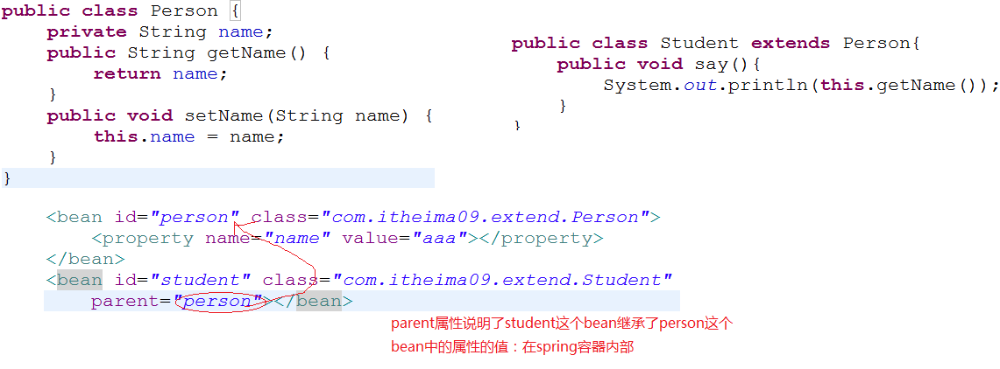 public class Person {
private String name;
public String getName() {
return name;
}
public void setName(String name) {
this.name = name;
}
}
public class Student extends Person{
public void say(){
System.out.println(this.getName());
}
}
<bean id="person" class="com.itheima09.extend.Person">
<property name="name" value="aaa"></property>
</bean>
<bean id="student" class="com.itheima09.extend.Student"
parent="person"></bean>
parent属性说明了student这个bean继承了person这个
bean中的属性的值：在spring容器内部